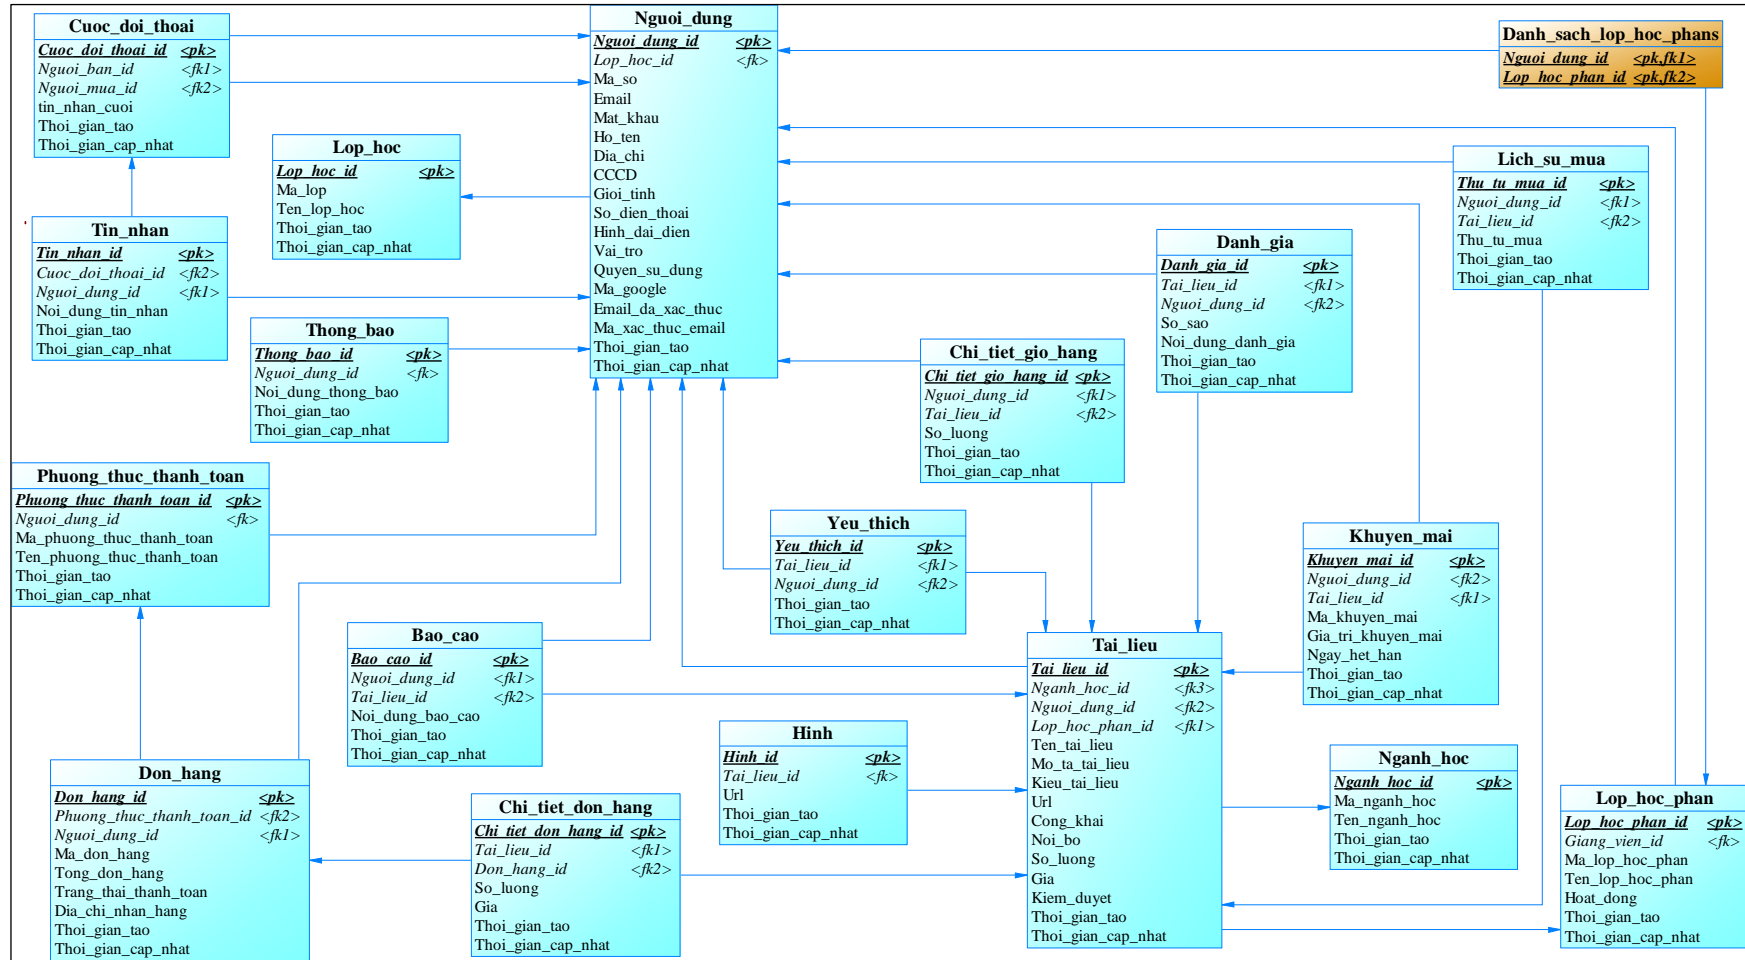 Cuoc_doi_thoai
Cuoc_doi_thoai_id <pk>
Nguoi_ban_id <fk1>
Nguoi_mua_id <fk2>
tin_nhan_cuoi
Thoi_gian_tao
Thoi_gian_cap_nhat
Nguoi_dung
Nguoi_dung_id <pk>
Lop_hoc_id <fk>
Ma_so
Email
Mat_khau
Ho_ten
Dia_chi
CCCD
Gioi_tinh
So_dien_thoai
Hinh_dai_dien
Vai_tro
Quyen_su_dung
Ma_google
Email_da_xac_thuc
Ma_xac_thuc_email
Thoi_gian_tao
Thoi_gian_cap_nhat
Danh_sach_lop_hoc_phans
Nguoi_dung_id <pk,fk1>
Lop_hoc_phan_id <pk,fk2>
Lop_hoc
Lop_hoc_id <pk>
Ma_lop
Ten_lop_hoc
Thoi_gian_tao
Thoi_gian_cap_nhat
Lich_su_mua
Thu_tu_mua_id <pk>
Nguoi_dung_id <fk1>
Tai_lieu_id <fk2>
Thu_tu_mua
Thoi_gian_tao
Thoi_gian_cap_nhat
Tin_nhan
Tin_nhan_id <pk>
Cuoc_doi_thoai_id <fk2>
Nguoi_dung_id <fk1>
Noi_dung_tin_nhan
Thoi_gian_tao
Thoi_gian_cap_nhat
Danh_gia
Danh_gia_id <pk>
Tai_lieu_id <fk1>
Nguoi_dung_id <fk2>
So_sao
Noi_dung_danh_gia
Thoi_gian_tao
Thoi_gian_cap_nhat
Thong_bao
Thong_bao_id <pk>
Nguoi_dung_id <fk>
Noi_dung_thong_bao
Thoi_gian_tao
Thoi_gian_cap_nhat
Chi_tiet_gio_hang
Chi_tiet_gio_hang_id <pk>
Nguoi_dung_id <fk1>
Tai_lieu_id <fk2>
So_luong
Thoi_gian_tao
Thoi_gian_cap_nhat
Phuong_thuc_thanh_toan
Phuong_thuc_thanh_toan_id <pk>
Nguoi_dung_id <fk>
Ma_phuong_thuc_thanh_toan
Ten_phuong_thuc_thanh_toan
Thoi_gian_tao
Thoi_gian_cap_nhat
Yeu_thich
Yeu_thich_id <pk>
Tai_lieu_id <fk1>
Nguoi_dung_id <fk2>
Thoi_gian_tao
Thoi_gian_cap_nhat
Khuyen_mai
Khuyen_mai_id <pk>
Nguoi_dung_id <fk2>
Tai_lieu_id <fk1>
Ma_khuyen_mai
Gia_tri_khuyen_mai
Ngay_het_han
Thoi_gian_tao
Thoi_gian_cap_nhat
Bao_cao
Bao_cao_id <pk>
Nguoi_dung_id <fk1>
Tai_lieu_id <fk2>
Noi_dung_bao_cao
Thoi_gian_tao
Thoi_gian_cap_nhat
Tai_lieu
Tai_lieu_id <pk>
Nganh_hoc_id <fk3>
Nguoi_dung_id <fk2>
Lop_hoc_phan_id <fk1>
Ten_tai_lieu
Mo_ta_tai_lieu
Kieu_tai_lieu
Url
Cong_khai
Noi_bo
So_luong
Gia
Kiem_duyet
Thoi_gian_tao
Thoi_gian_cap_nhat
Hinh
Hinh_id <pk>
Tai_lieu_id <fk>
Url
Thoi_gian_tao
Thoi_gian_cap_nhat
Nganh_hoc
Nganh_hoc_id <pk>
Ma_nganh_hoc
Ten_nganh_hoc
Thoi_gian_tao
Thoi_gian_cap_nhat
Don_hang
Don_hang_id <pk>
Phuong_thuc_thanh_toan_id <fk2>
Nguoi_dung_id <fk1>
Ma_don_hang
Tong_don_hang
Trang_thai_thanh_toan
Dia_chi_nhan_hang
Thoi_gian_tao
Thoi_gian_cap_nhat
Chi_tiet_don_hang
Chi_tiet_don_hang_id <pk>
Tai_lieu_id <fk1>
Don_hang_id <fk2>
So_luong
Gia
Thoi_gian_tao
Thoi_gian_cap_nhat
Lop_hoc_phan
Lop_hoc_phan_id <pk>
Giang_vien_id <fk>
Ma_lop_hoc_phan
Ten_lop_hoc_phan
Hoat_dong
Thoi_gian_tao
Thoi_gian_cap_nhat